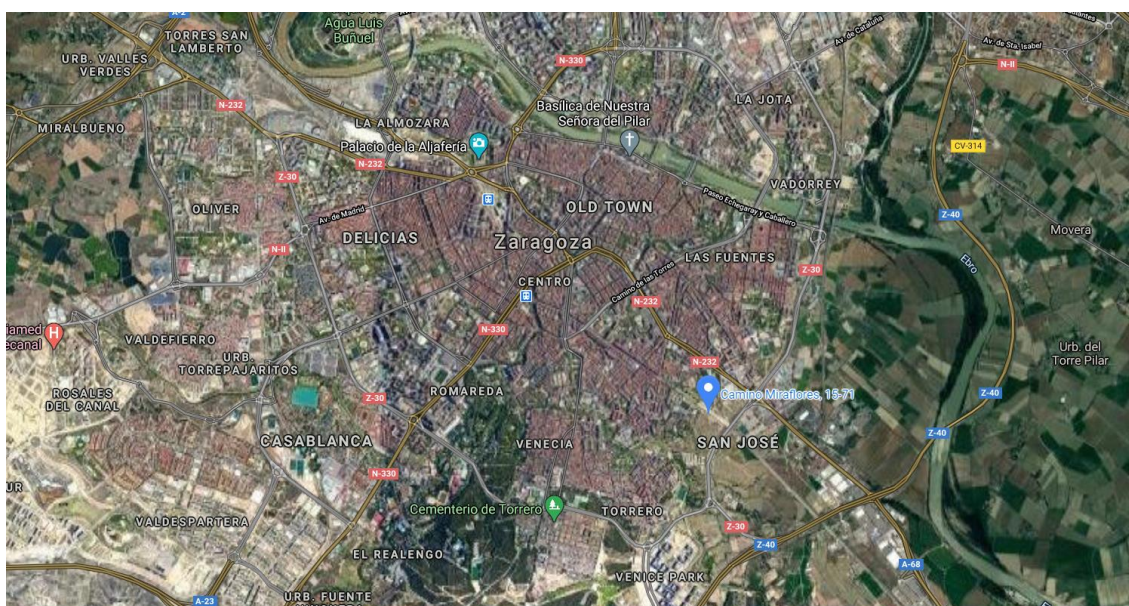 Agua Luis
Buñuel
A-2
TORRES SAN
LAMBERTO
URB. VALLES
VERDES
N-330
Av. de Cataluña
Av. de Sta. Isabel
N-II
N-232
MIRALBUENO
LA ALMOZARA
Basílica de Nuestra
Señora del Pilar
LA JOTA
Palacio de la Aljafería
N-232
CV-314
Z-30
VADORREY
OLIVER
Av. de Madrid
OLD TOWN
Paseo Echegaray y Caballero
Z-40
Movera
DELICIAS
N-II
Zaragoza
LAS FUENTES
Ebro
Z-30
CENTRO
Camino de las Torres
N-232
N-330
VALDEFIERRO
URB.
TORREPAJARITOS
N-232
Urb. del
Torre Pilar
H
ROSALES
DEL CANAL
ROMAREDA
Z-30
Camino Miraflores, 15-71
Z-40
CASABLANCA
VENECIA
SAN JOSÉ
Z-40
N-330
UR
Cementerio de Torrero
TORRERO
VALDESPARTERA
Z-30
Z-40
EL REALENGO
A-68
VENICE PARK
A-23
URB. FUENTE